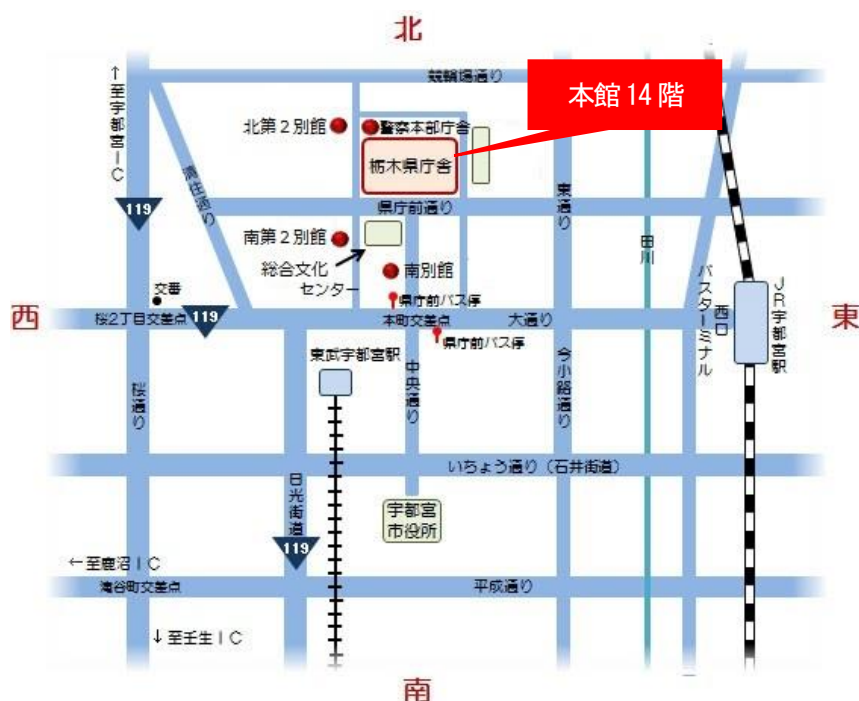 北
競輪場通り
本館14階
↑至宇都宮IC
北第2別館
警察本部庁舎
栃木県庁舎
清住通り
119
県庁前通り
東通り
田川
南第2別館
総合文化
センター
南別館
交番
県庁前バス停
西
桜2丁目交差点
119
本町交差点
大通り
県庁前バス停
西口
バスターミナル
JR宇都宮駅
東
東武宇都宮駅
桜通り
中央通り
今小路通り
いちょう通り(石井街道)
日光街道
119
宇都宮
市役所
←至鹿沼IC
滝谷町交差点
平成通り
↓至壬生IC
南